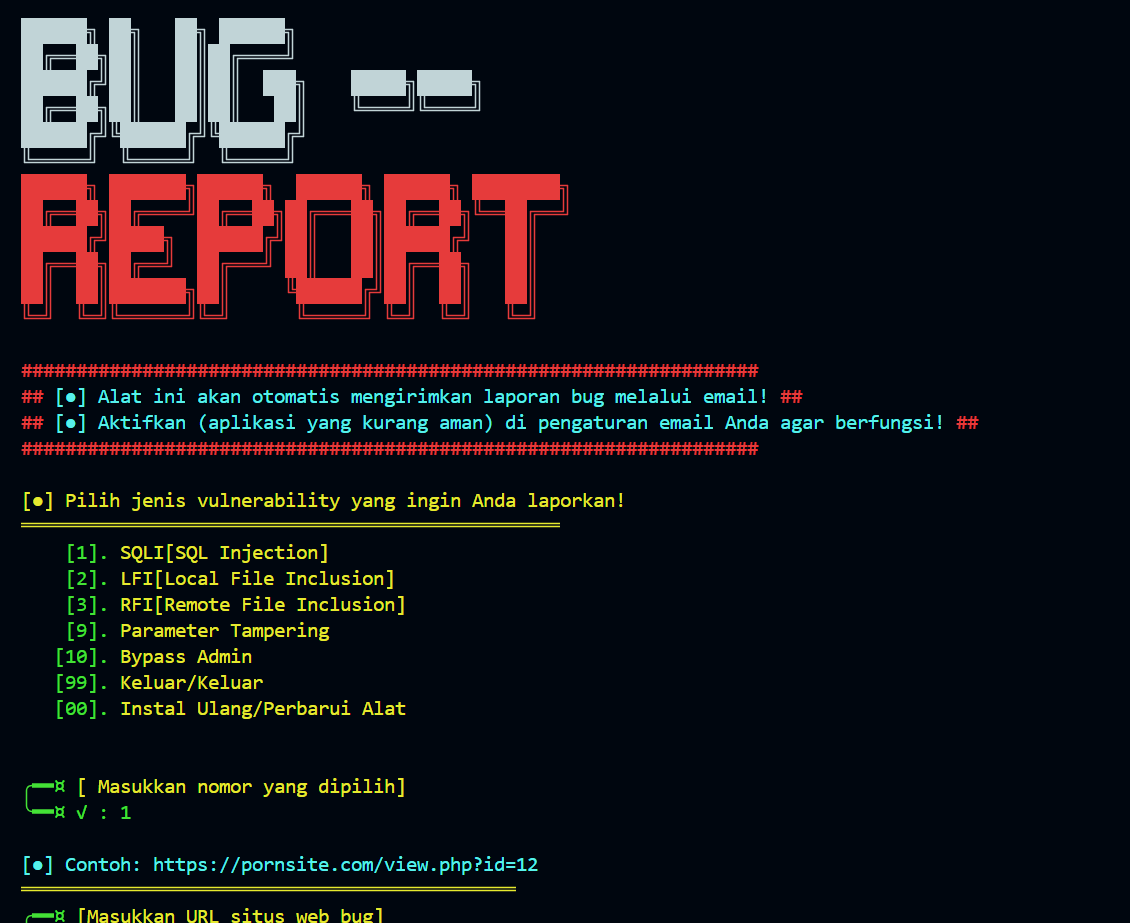 BUG --
REPORT
###################################################################
## [●] Alat ini akan otomatis mengirimkan laporan bug melalui email! ##
## [●] Aktifkan (aplikasi yang kurang aman) di pengaturan email Anda agar berfungsi! ##
###################################################################
[●] Pilih jenis vulnerability yang ingin Anda laporkan!
[1]. SQLI[SQL Injection]
[2]. LFI[Local File Inclusion]
[3]. RFI[Remote File Inclusion]
[9]. Parameter Tampering
[10]. Bypass Admin
[99]. Keluar/Keluar
[00]. Instal Ulang/Perbarui Alat
╭━━¤ [ Masukkan nomor yang dipilih]
╰━━¤ √ : 1
[●] Contoh: https://pornsite.com/view.php?id=12
╭━━¤ [Masukkan URL situs web bug]